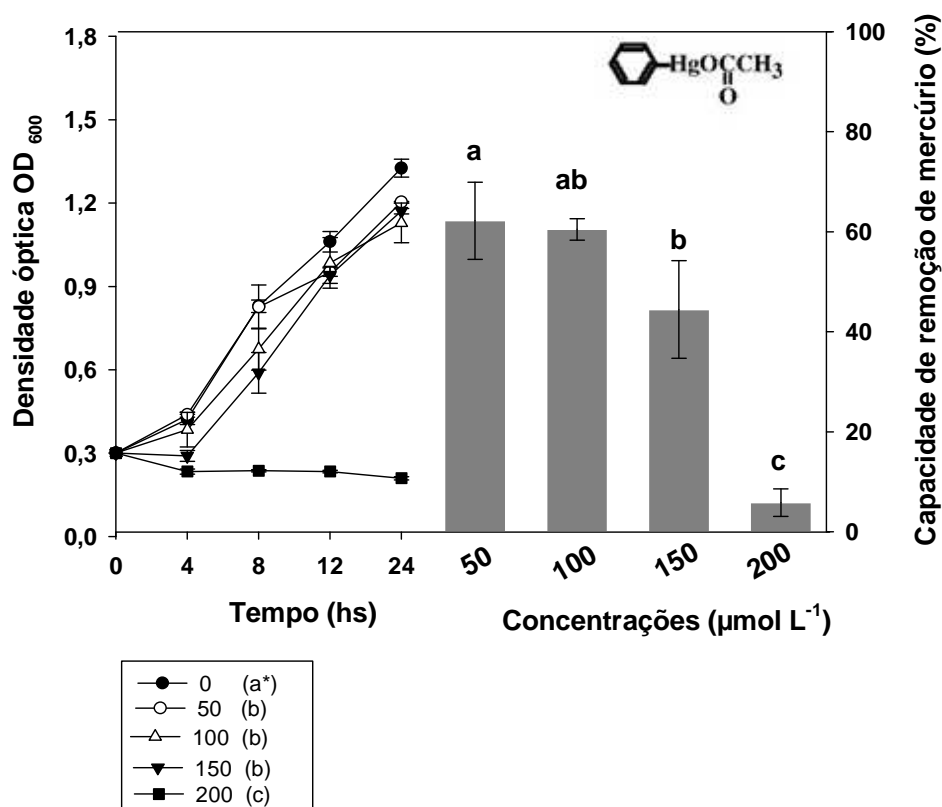 Densidade óptica OD 600
1,8
1,5
1,2
0,9
0,6
0,3
0,0
0 4 8 12 24
Tempo (hs)
a
ab
b
c
HgOCCH3
O
50 100 150 200
Concentrações (µmol L-1)
100
80
60
40
20
0
Capacidade de remoção de mercúrio (%)
0 (a*)
50 (b)
100 (b)
150 (b)
200 (c)